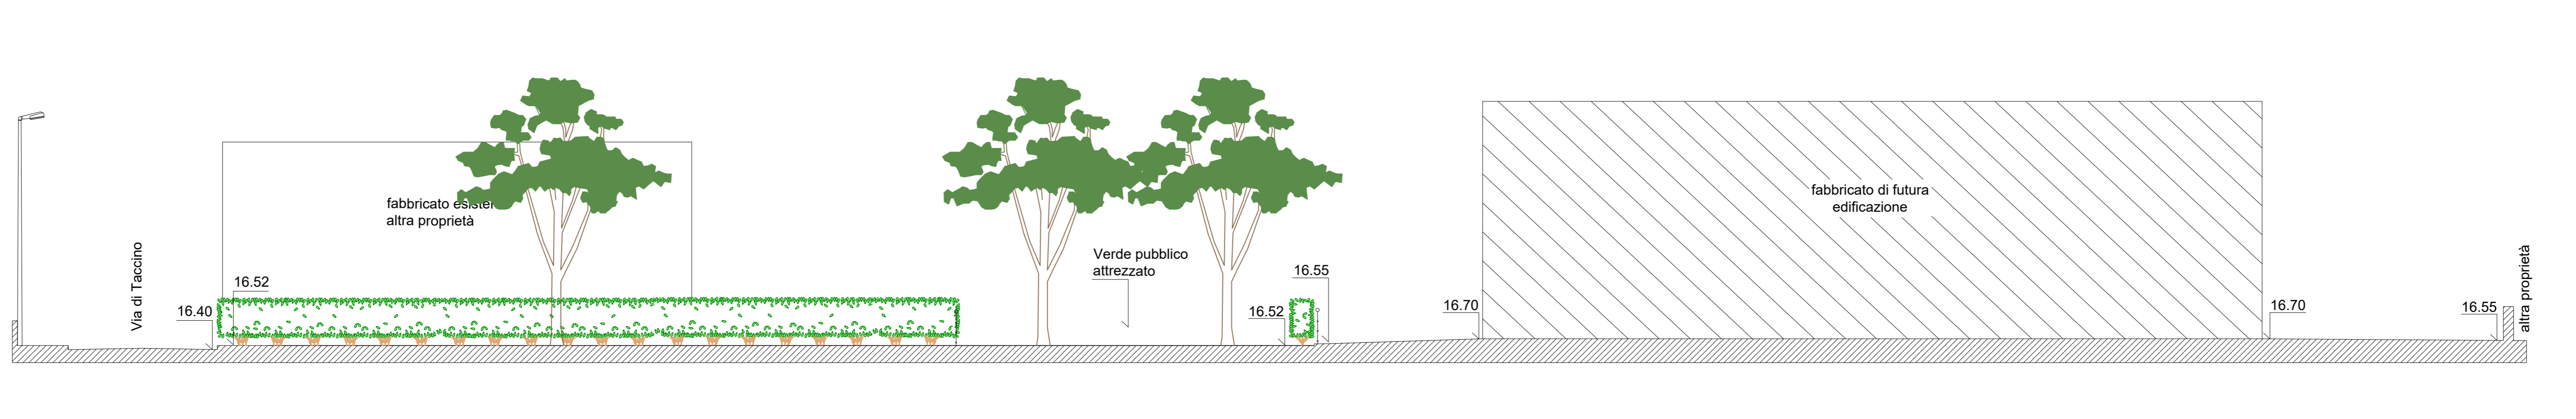 Via di Taccino
16.40
16.52
fabbricato
altra proprietà
Verde pubblico
attrezzato
16.52
16.55
16.70
fabbricato di futura
edificazione
16.70
16.55
altra proprietà